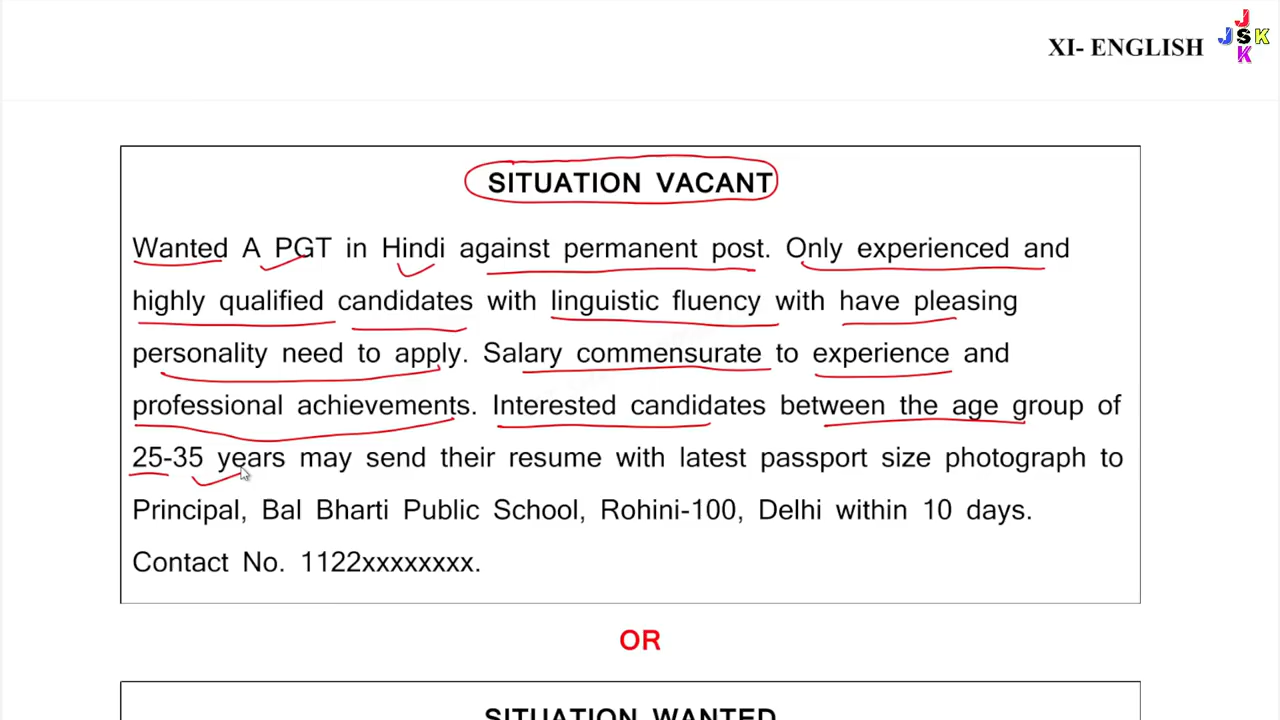 XI- ENGLISH
J
JSK
K
SITUATION VACANT
Wanted A PGT in Hindi against permanent post. Only experienced and
highly qualified candidates with linguistic fluency with have pleasing
personality need to apply. Salary commensurate to experience and
professional achievements. Interested candidates between the age group of
25-35 years may send their resume with latest passport size photograph to
Principal, Bal Bharti Public School, Rohini-100, Delhi within 10 days.
Contact No. 1122xxxxxxxx.
OR
SITUATION WANTED